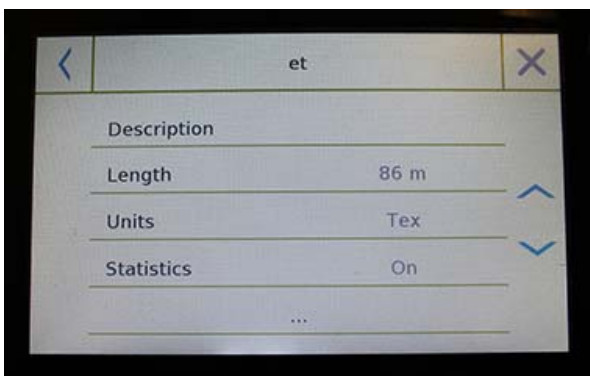 et
Description
Length 86 m
Units Tex
Statistics On
...